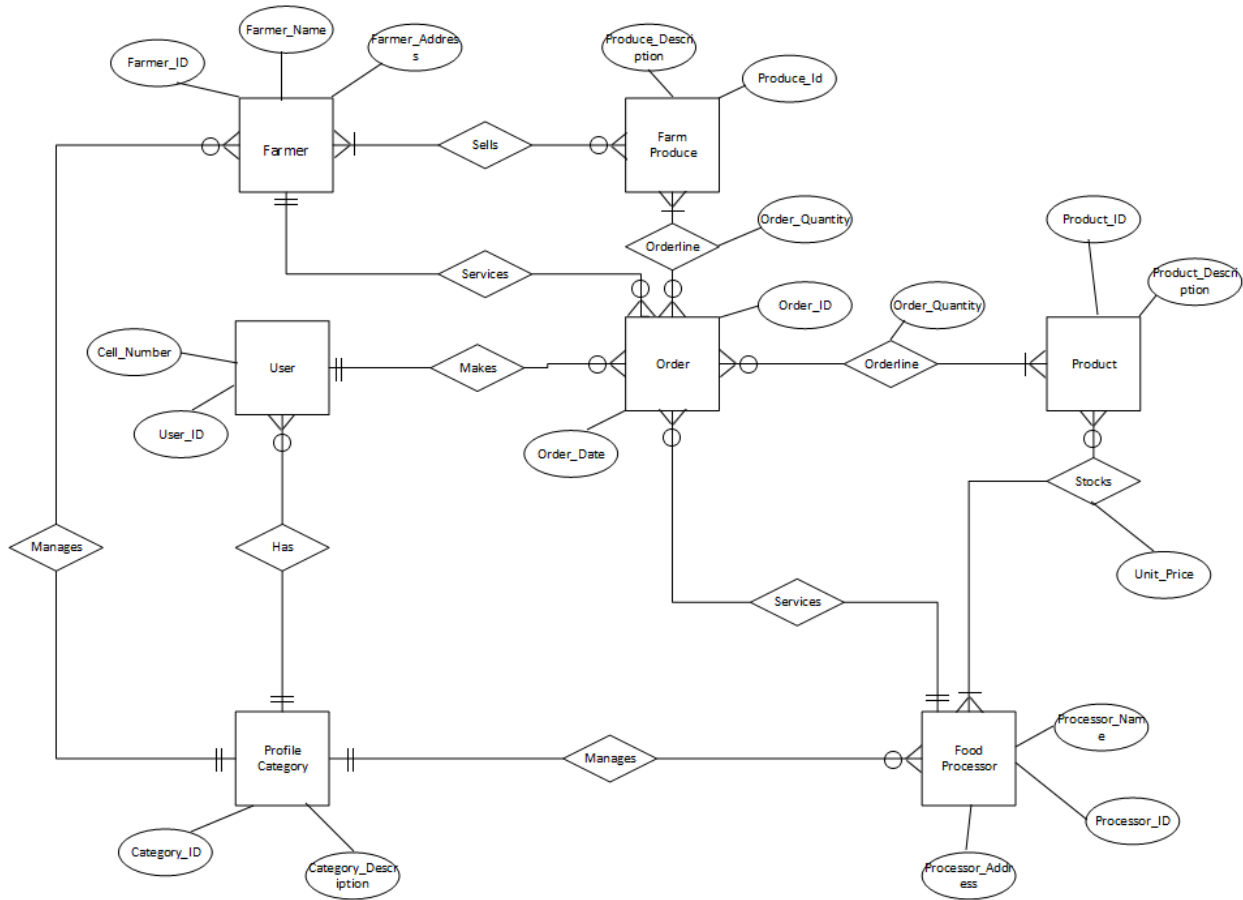 Farmer_Name
Farmer_Addres
s
Farmer_ID
Produce_Descri
ption
Produce_Id
Farmer
Sells
Farm
Produce
Order_Quantity
Orderline
Product_ID
Product_Descri
ption
Services
Order_ID
Order_Quantity
Cell_Number
User
Makes
Order
Orderline
Product
User_ID
Order_Date
Stocks
Manages
Has
Unit_Price
Services
Processor_Nam
e
Profile
Category
Manages
Food
Processor
Processor_ID
Category_ID
Category_Descri
ption
Processor_Addr
ess